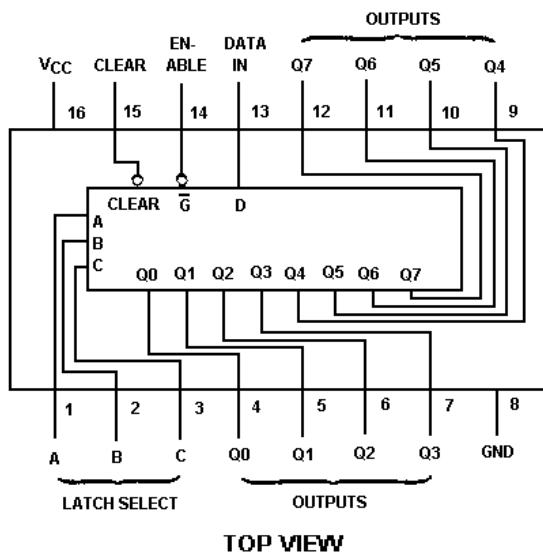 OUTPUTS
EN-
ABLE
DATA
IN
VCC CLEAR Q7 Q6 Q5 Q4
16 15 14 13 12 11 10 9
CLEAR G D
A
B
C
Q0 Q1 Q2 Q3 Q4 Q5 Q6 Q7
1 2 3 4 5 6 7 8
A B C Q0 Q1 Q2 Q3 GND
LATCH SELECT OUTPUTS
TOP VIEW